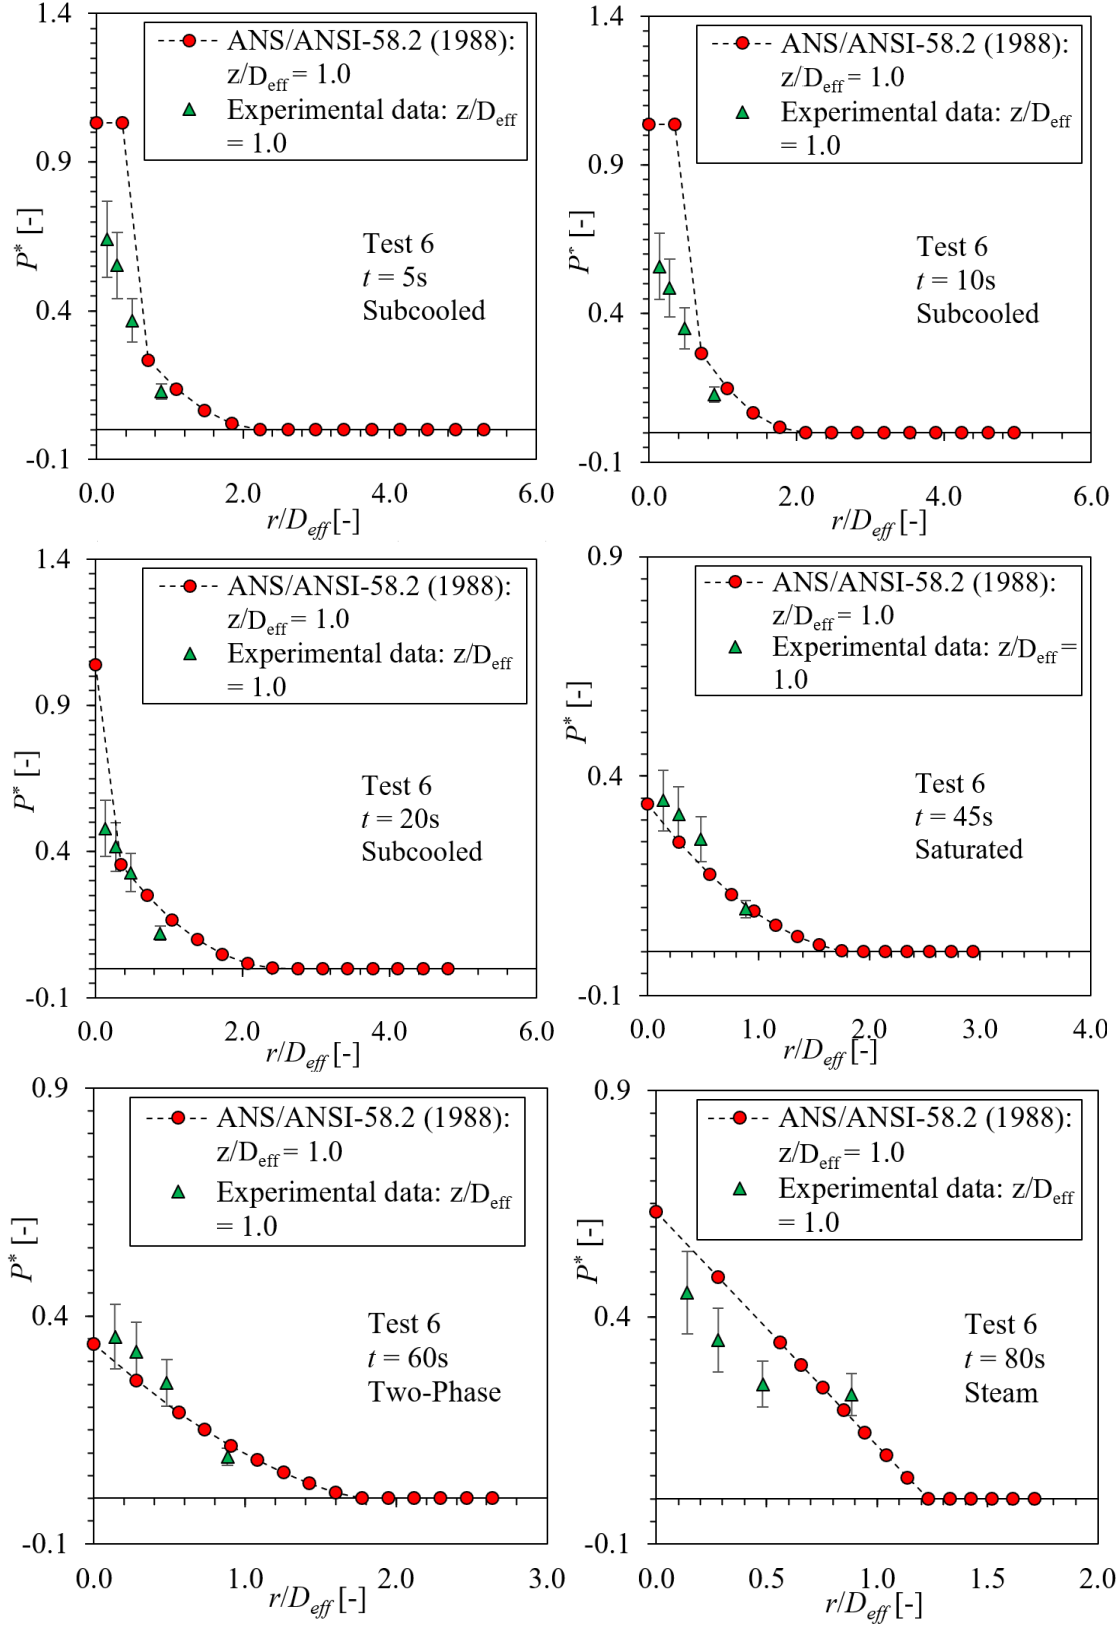 1.4
0.9
0.4
-0.1
P* [-]
ANS/ANSI-58.2 (1988):
z/Deff = 1.0
Experimental data: z/Deff
= 1.0
Test 6
t = 5s
Subcooled
0.0 2.0 4.0 6.0
r/Deff [-]
1.4
0.9
0.4
-0.1
P* [-]
ANS/ANSI-58.2 (1988):
z/Deff = 1.0
Experimental data: z/Deff
= 1.0
Test 6
t = 10s
Subcooled
0.0 2.0 4.0 6.0
r/Deff [-]
1.4
0.9
0.4
-0.1
P* [-]
ANS/ANSI-58.2 (1988):
z/Deff = 1.0
Experimental data: z/Deff
= 1.0
Test 6
t = 20s
Subcooled
0.0 2.0 4.0 6.0
r/Deff [-]
0.9
0.4
-0.1
P* [-]
ANS/ANSI-58.2 (1988):
z/Deff = 1.0
Experimental data: z/Deff =
1.0
Test 6
t = 45s
Saturated
0.0 1.0 2.0 3.0 4.0
r/Deff [-]
0.9
0.4
-0.1
P* [-]
ANS/ANSI-58.2 (1988):
z/Deff = 1.0
Experimental data: z/Deff
= 1.0
Test 6
t = 60s
Two-Phase
0.0 1.0 2.0 3.0
r/Deff [-]
0.9
0.4
-0.1
P* [-]
ANS/ANSI-58.2 (1988):
z/Deff = 1.0
Experimental data: z/Deff
= 1.0
Test 6
t = 80s
Steam
0.0 0.5 1.0 1.5 2.0
r/Deff [-]